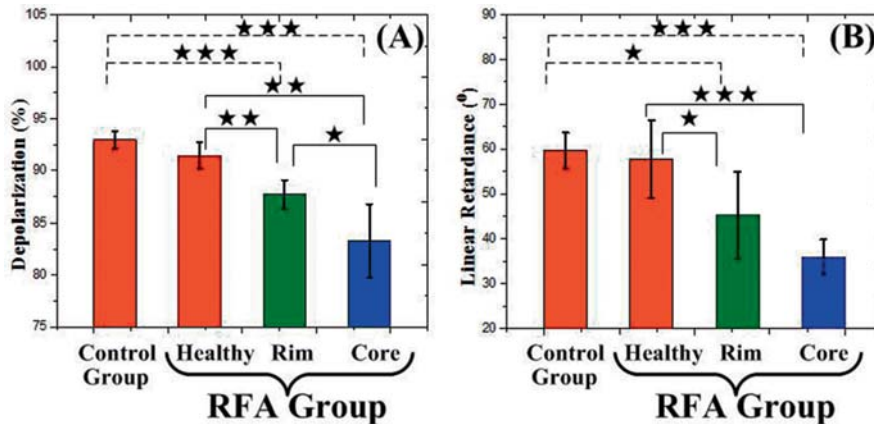 105
100
95
90
85
80
75
Depolarization (%)
(A)
★★★
★★★
★★
★★
★
Control Group
Healthy
Rim
Core
RFA Group
90
80
70
60
50
40
30
20
Linear Retardance (⁰)
(B)
★★★
★
★★★
★
Control Group
Healthy
Rim
Core
RFA Group